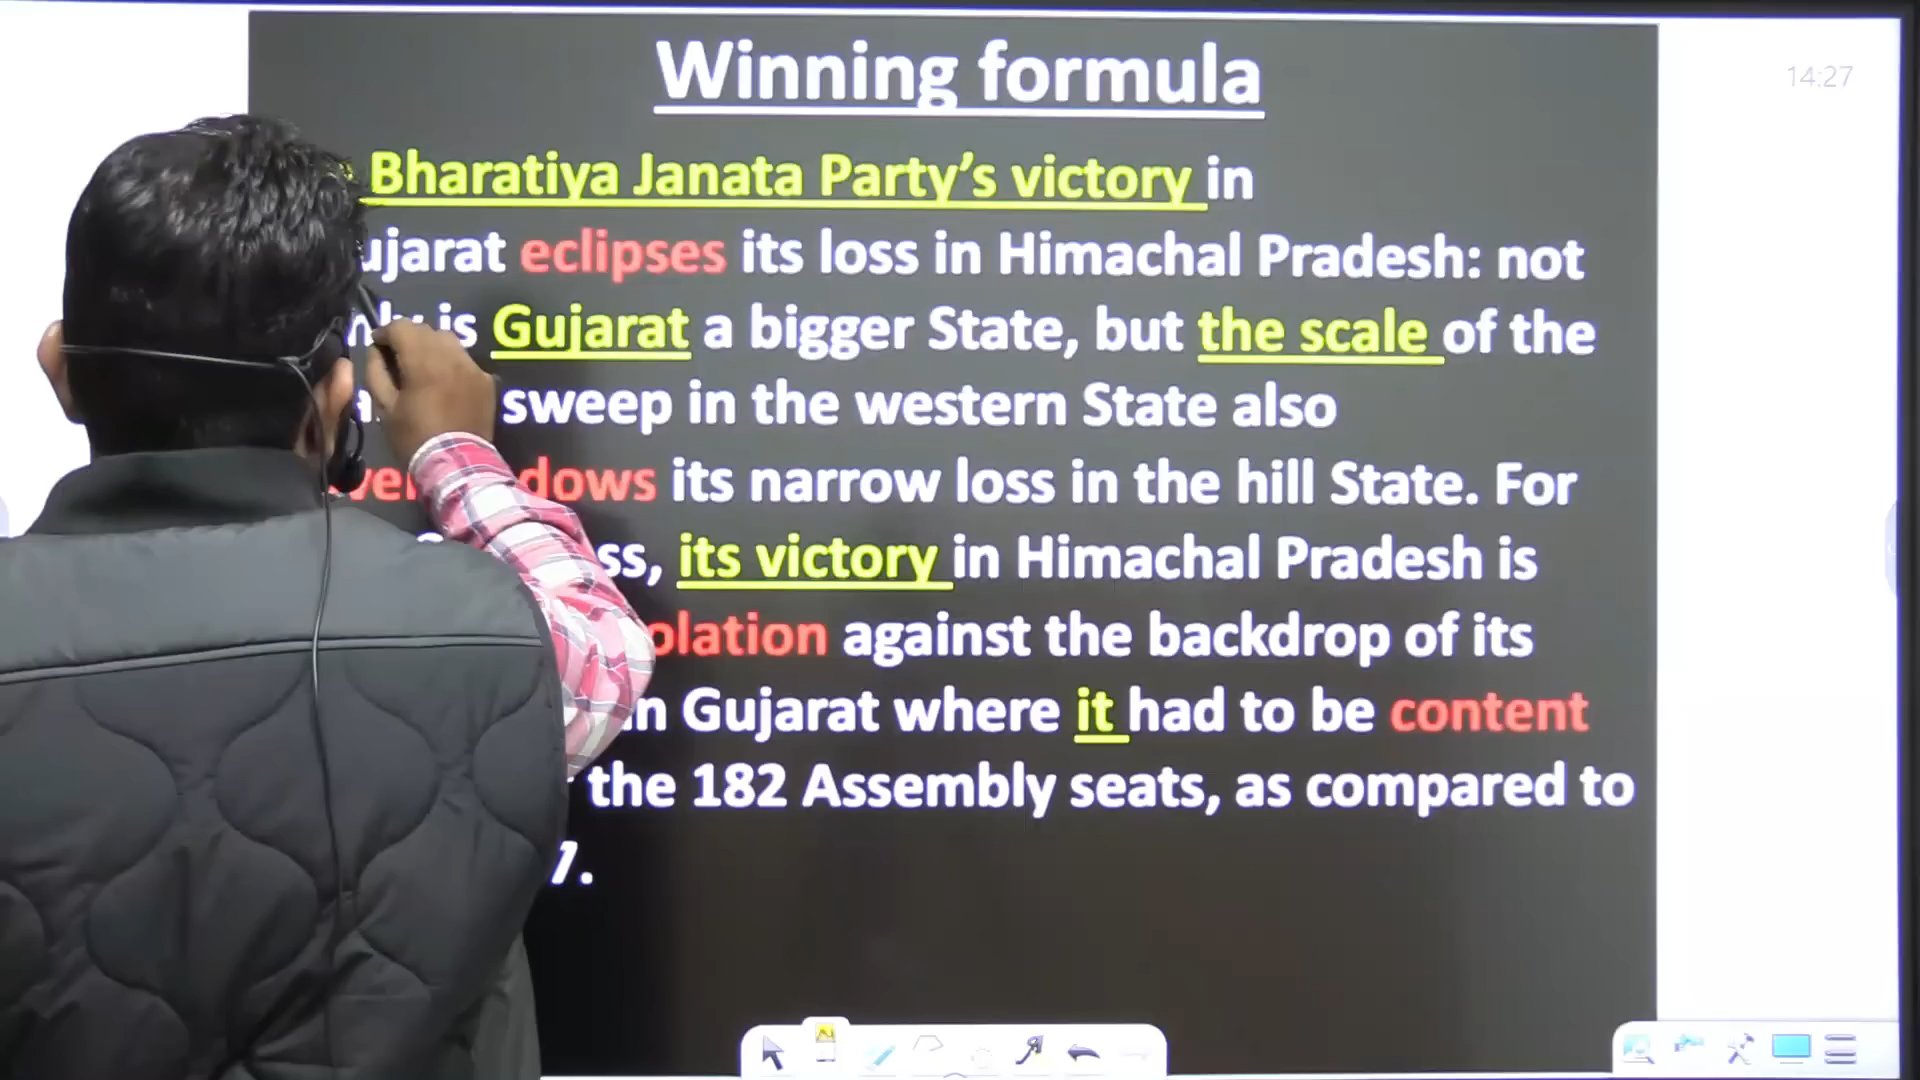 Winning formula
14:27
Bharatiya Janata Party's victory in
ujarat eclipses its loss in Himachal Pradesh: not
is Gujarat a bigger State, but the scale of the
sweep in the western State also
dows its narrow loss in the hill State. For
ss, its victory in Himachal Pradesh is
olation against the backdrop of its
in Gujarat where it had to be content
the 182 Assembly seats, as compared to
7.